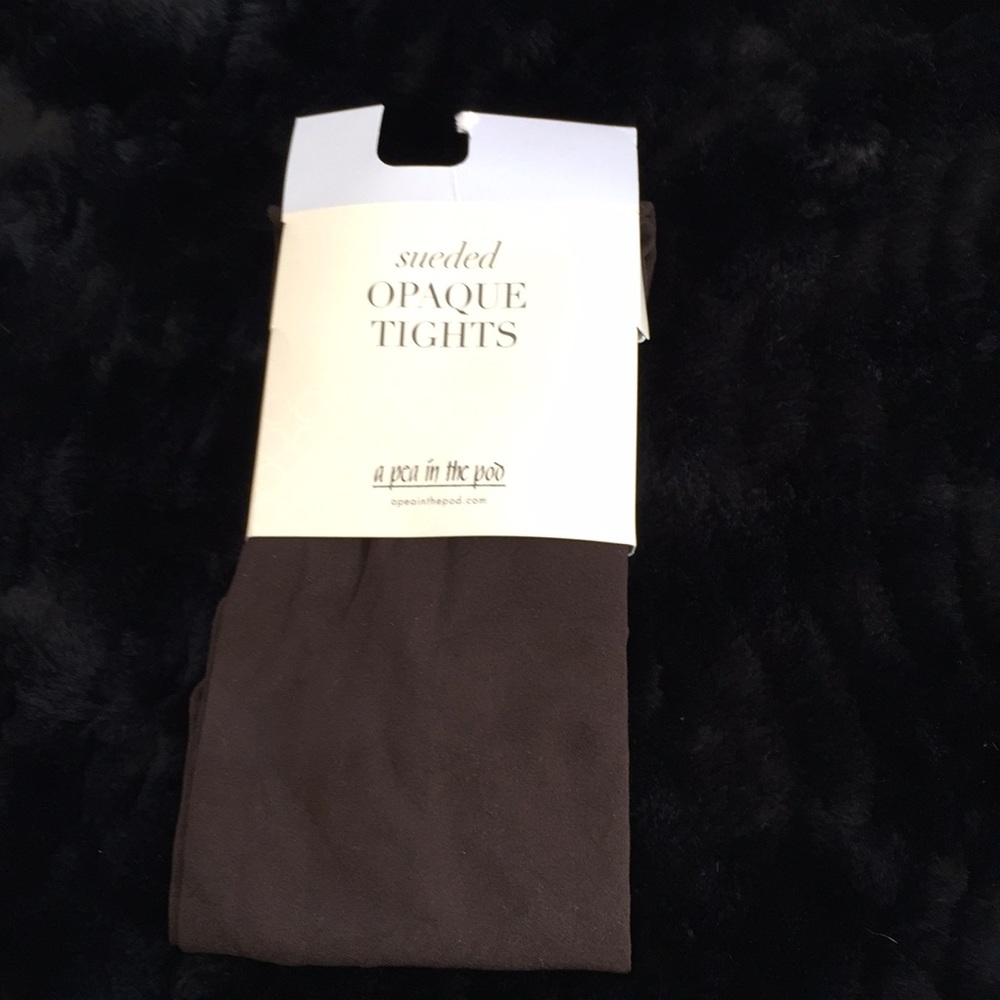 sueded
OPAQUE
TIGHTS
a pea in the pod
apeainthepod.com